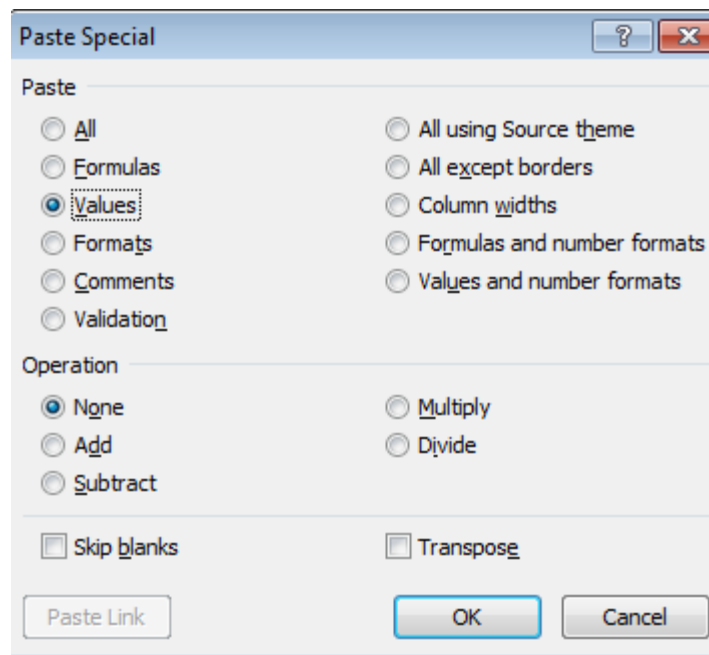 Paste Special
Paste
All
All using Source theme
Formulas
All except borders
Values
Column widths
Formats
Formulas and number formats
Comments
Values and number formats
Validation
Operation
None
Multiply
Add
Divide
Subtract
Skip blanks
Transpose
Paste Link
OK
Cancel